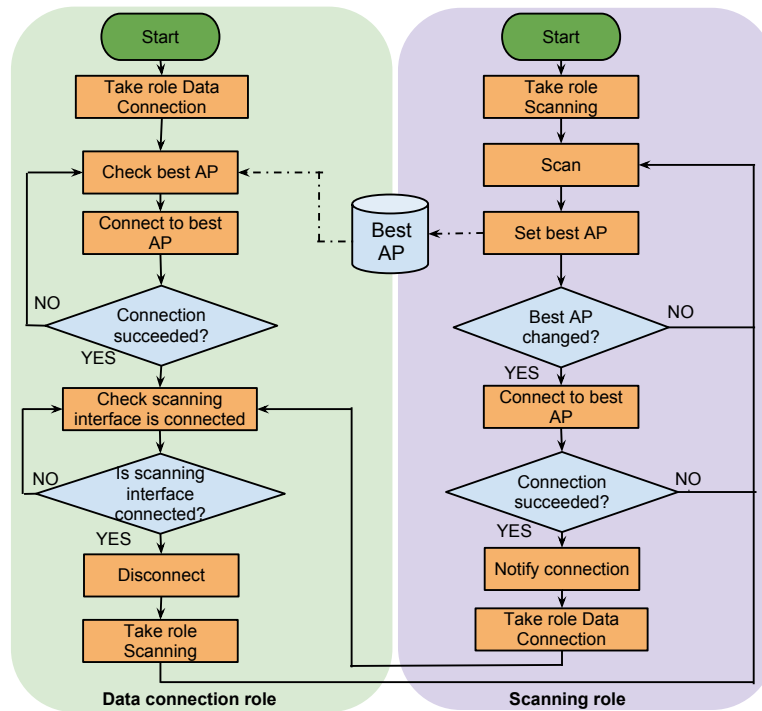 Start
Take role Data
Connection
Check best AP
Connect to best
AP
NO
Connection
succeeded?
YES
Check scanning
interface is connected
NO
Is scanning
interface
connected?
YES
Disconnect
Take role
Scanning
Data connection role
Best
AP
Start
Take role
Scanning
Scan
Set best AP
Best AP
changed?
NO
YES
Connect to best
AP
Connection
succeeded?
NO
YES
Notify connection
Take role Data
Connection
Scanning role